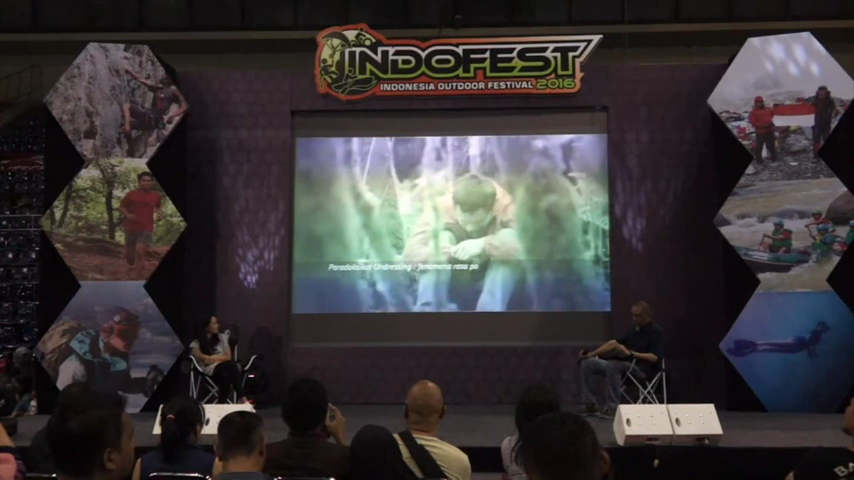 INDOFEST
INDONESIA OUTDOOR FESTIVAL 2016
Paradoksikal Undressing : fenomena rasa pa